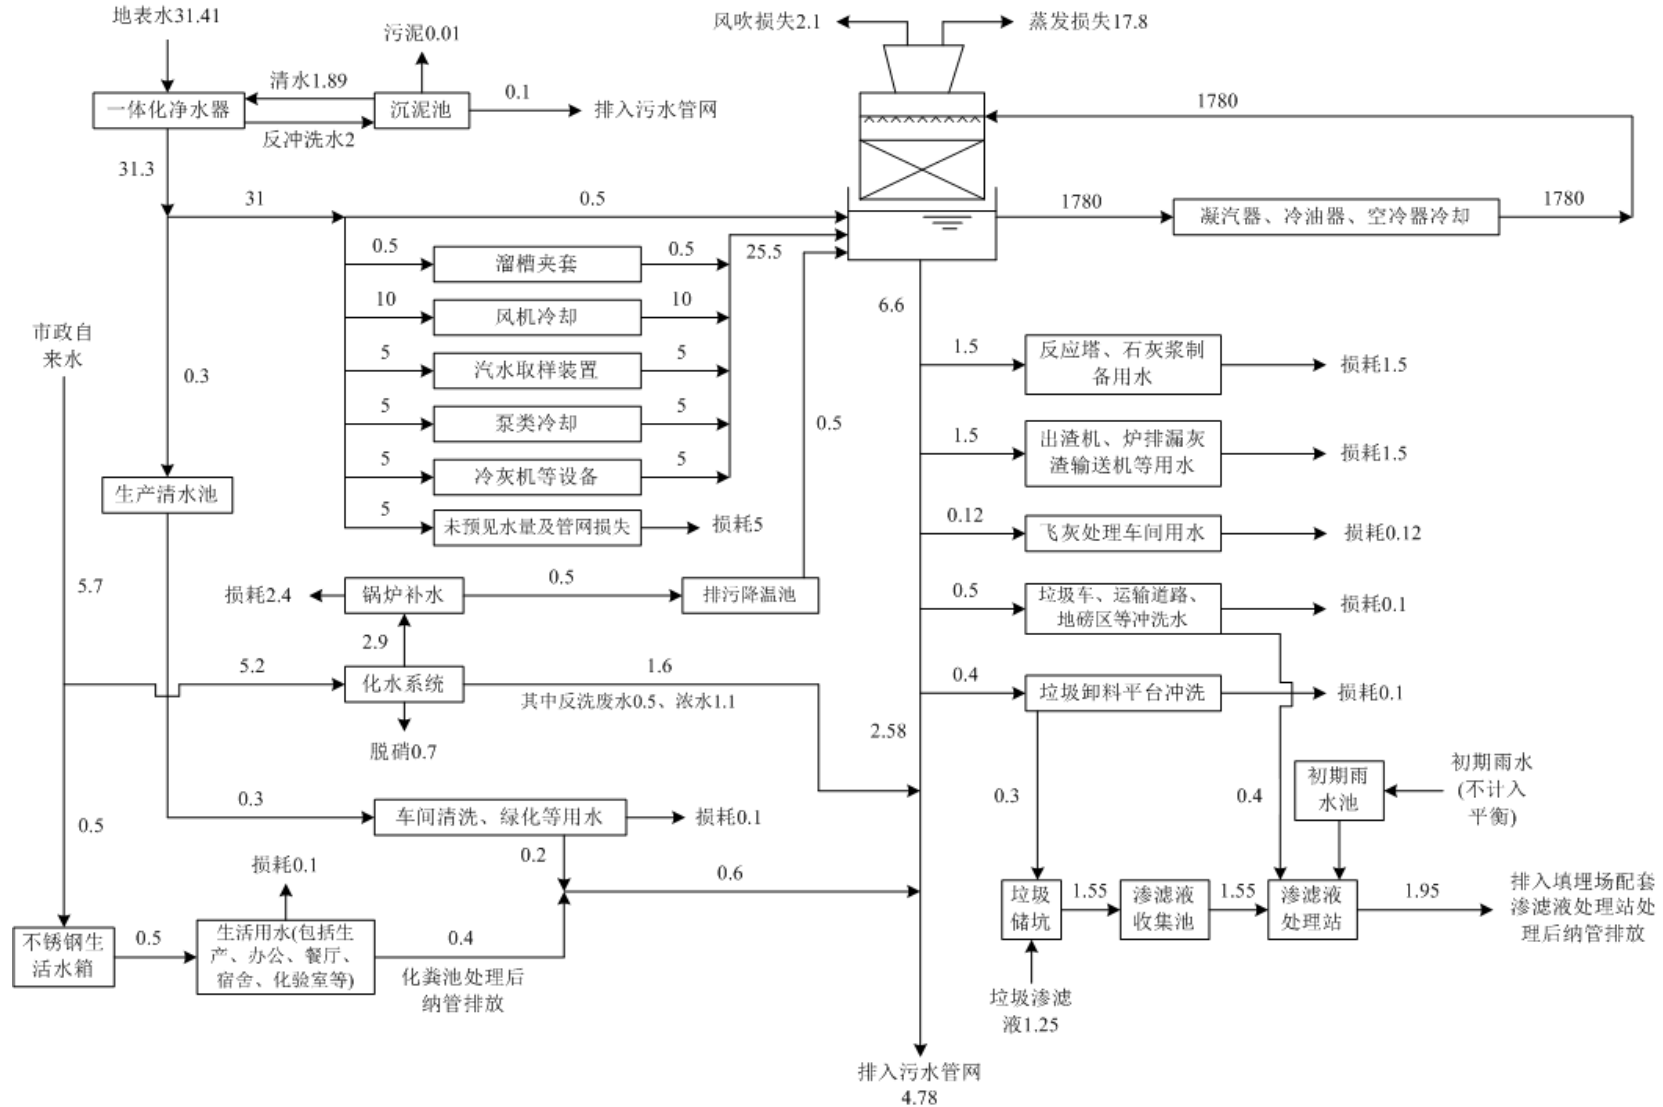 地表水31.41
污泥0.01
风吹损失2.1
蒸发损失17.8
清水1.89
一体化净水器
沉泥池
0.1
排入污水管网
反冲洗水2
1780
31.3
31
0.5
1780
凝汽器、冷油器、空冷器冷却
1780
25.5
0.5
溜槽夹套
0.5
10
风机冷却
10
5
汽水取样装置
5
5
泵类冷却
5
5
冷灰机等设备
5
5
未预见水量及管网损失
损耗5
市政自
来水
0.3
生产清水池
0.5
6.6
1.5
反应塔、石灰浆制
备用水
损耗1.5
1.5
出渣机、炉排漏灰
渣输送机等用水
损耗1.5
0.12
飞灰处理车间用水
损耗0.12
5.7
损耗2.4
锅炉补水
0.5
排污降温池
0.5
垃圾车、运输道路、
地磅区等冲洗水
损耗0.1
2.9
5.2
化水系统
1.6
其中反洗废水0.5、浓水1.1
脱硝0.7
0.4
垃圾卸料平台冲洗
损耗0.1
2.58
0.3
0.4
初期雨
水池
初期雨水
(不计入
平衡)
0.3
车间清洗、绿化等用水
损耗0.1
0.5
0.2
损耗0.1
0.6
不锈钢生
活水箱
0.5
生活用水(包括生
产、办公、餐厅、
宿舍、化验室等)
0.4
化粪池处理后
纳管排放
垃圾
储坑
1.55
渗滤液
收集池
1.55
渗滤液
处理站
1.95
排入填埋场配套
渗滤液处理站处
理后纳管排放
垃圾渗滤
液1.25
排入污水管网
4.78